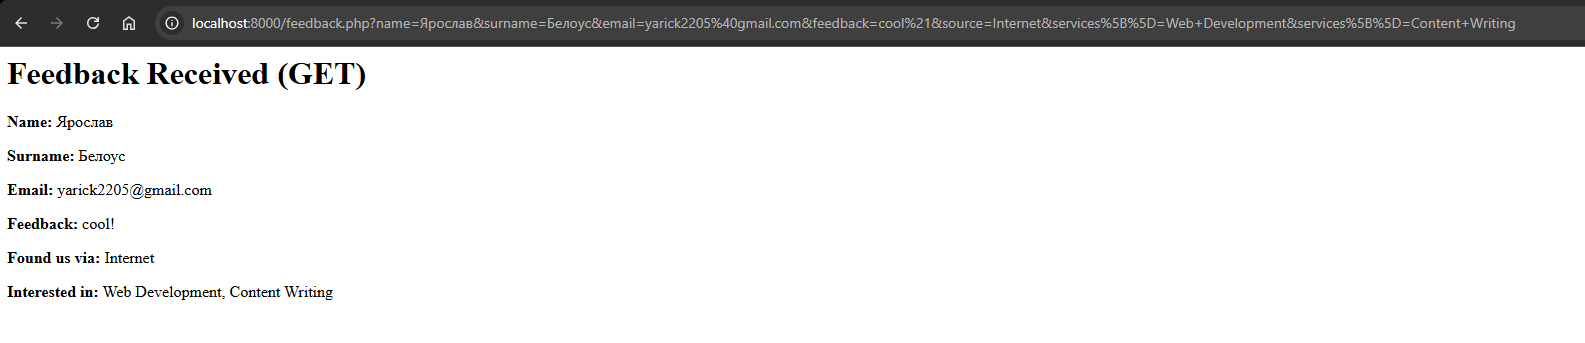 localhost:8000/feedback.php?name=Ярослав&surname=Белоус&email=yarick2205%40gmail.com&feedback=cool%21&source=Internet&services%5B%5D=Web+Development&services%5B%5D=Content+Writing
Feedback Received (GET)
Name: Ярослав
Surname: Белоус
Email: yarick2205@gmail.com
Feedback: cool!
Found us via: Internet
Interested in: Web Development, Content Writing